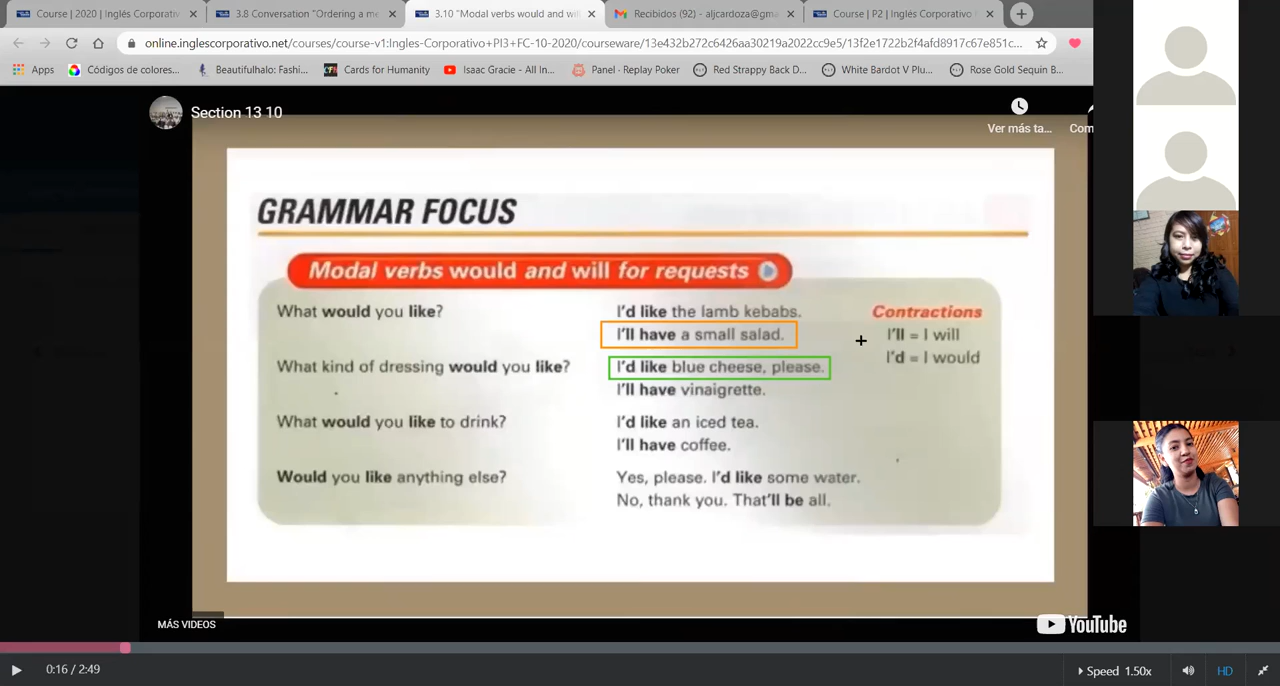 Course | 2020 | Inglés Corporativ
3.8 Conversation "Ordering a me
3.10 "Modal verbs would and wil
Recibidos (92) - aljcardoza@gma
Course | P2 | Inglés Corporativo
online.inglescorporativo.net/courses/course-v1:Ingles-Corporativo+PI3+FC-10-2020/courseware/13e432b272c6426aa30219a2022cc9e5/13f2e1722b2f4afd8917c67e851c...
Apps
Códigos de colores...
Beautifulhalo: Fashi...
Cards for Humanity
Isaac Gracie - All In...
Panel · Replay Poker
Red Strappy Back D...
White Bardot V Plu...
Rose Gold Sequin B...
Section 13 10
Ver más ta...
Com
GRAMMAR FOCUS
Modal verbs would and will for requests
What would you like?
I'd like the lamb kebabs.
I'll have a small salad.
What kind of dressing would you like?
I'd like blue cheese, please.
I'll have vinaigrette.
What would you like to drink?
I'd like an iced tea.
I'll have coffee.
Would you like anything else?
Yes, please. I'd like some water.
No, thank you. That'll be all.
Contractions
I'll = I will
I'd = I would
MÁS VIDEOS
YouTube
0:16 / 2:49
Speed 1.50x
HD